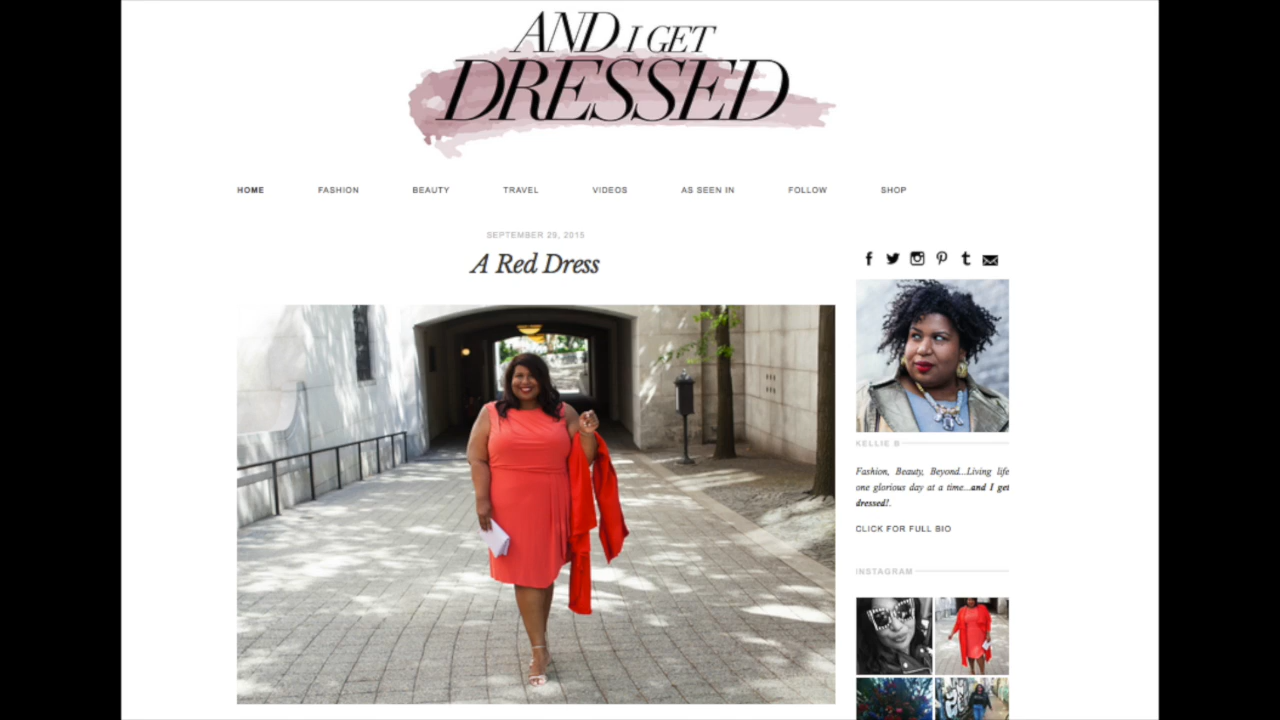 AND I GET
DRESSED
HOME FASHION BEAUTY TRAVEL VIDEOS AS SEEN IN FOLLOW SHOP
SEPTEMBER 29, 2015
A Red Dress
KELLIE B
Fashion, Beauty, Beyond...Living life
one glorious day at a time...and I get
dressed!.
CLICK FOR FULL BIO
INSTAGRAM